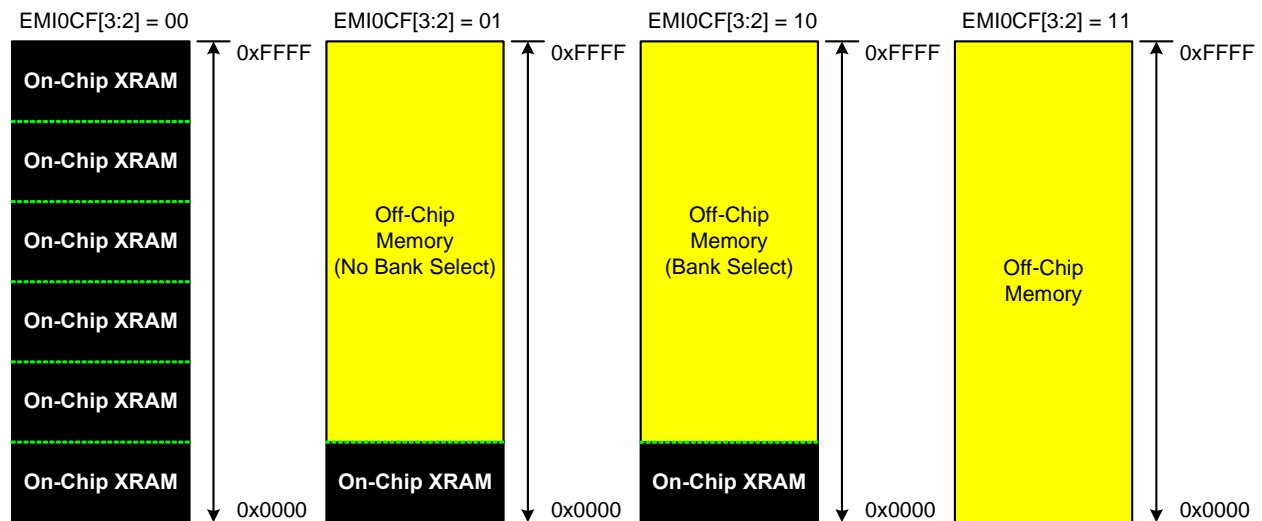 EMI0CF[3:2] = 00
0xFFFF
On-Chip XRAM
On-Chip XRAM
On-Chip XRAM
On-Chip XRAM
On-Chip XRAM
On-Chip XRAM
0x0000
EMI0CF[3:2] = 01
0xFFFF
Off-Chip
Memory
(No Bank Select)
On-Chip XRAM
0x0000
EMI0CF[3:2] = 10
0xFFFF
Off-Chip
Memory
(Bank Select)
On-Chip XRAM
0x0000
EMI0CF[3:2] = 11
0xFFFF
Off-Chip
Memory
0x0000